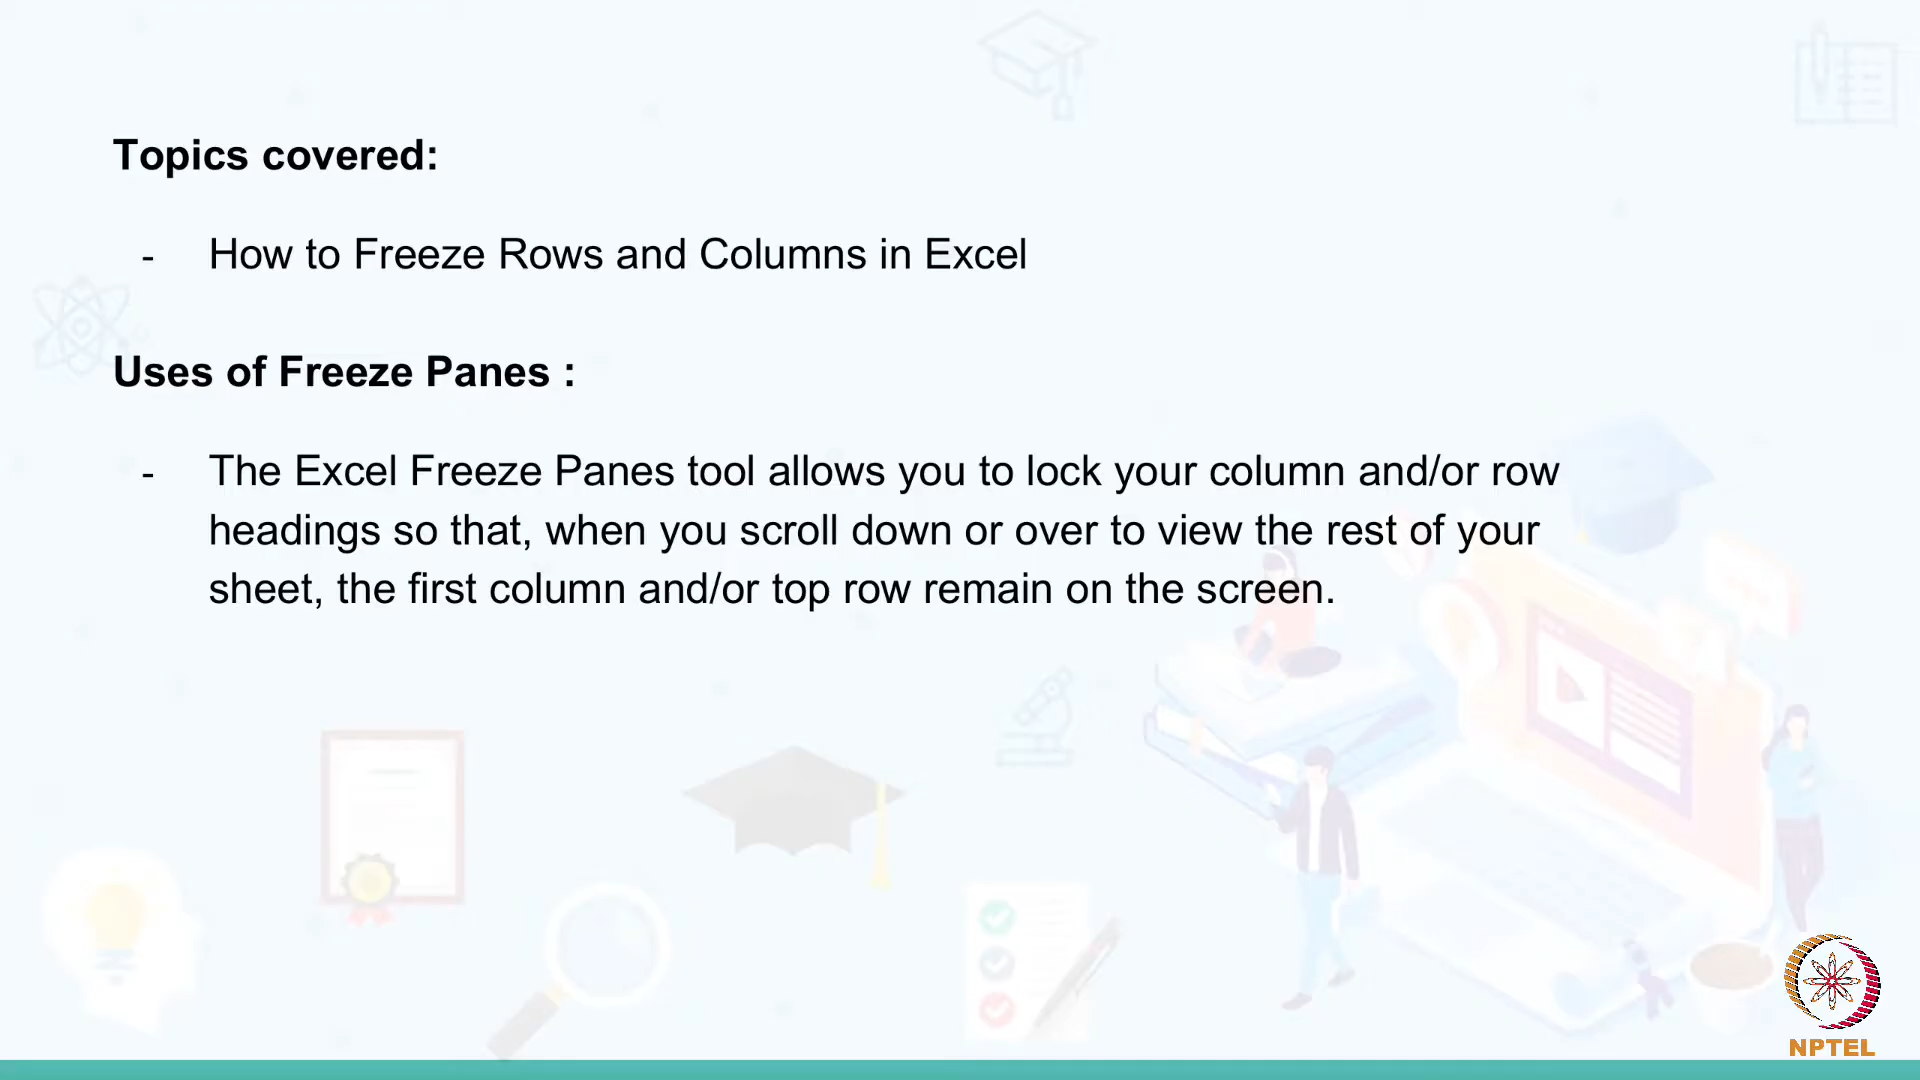 Topics covered:
- How to Freeze Rows and Columns in Excel
Uses of Freeze Panes :
- The Excel Freeze Panes tool allows you to lock your column and/or row
headings so that, when you scroll down or over to view the rest of your
sheet, the first column and/or top row remain on the screen.
NPTEL